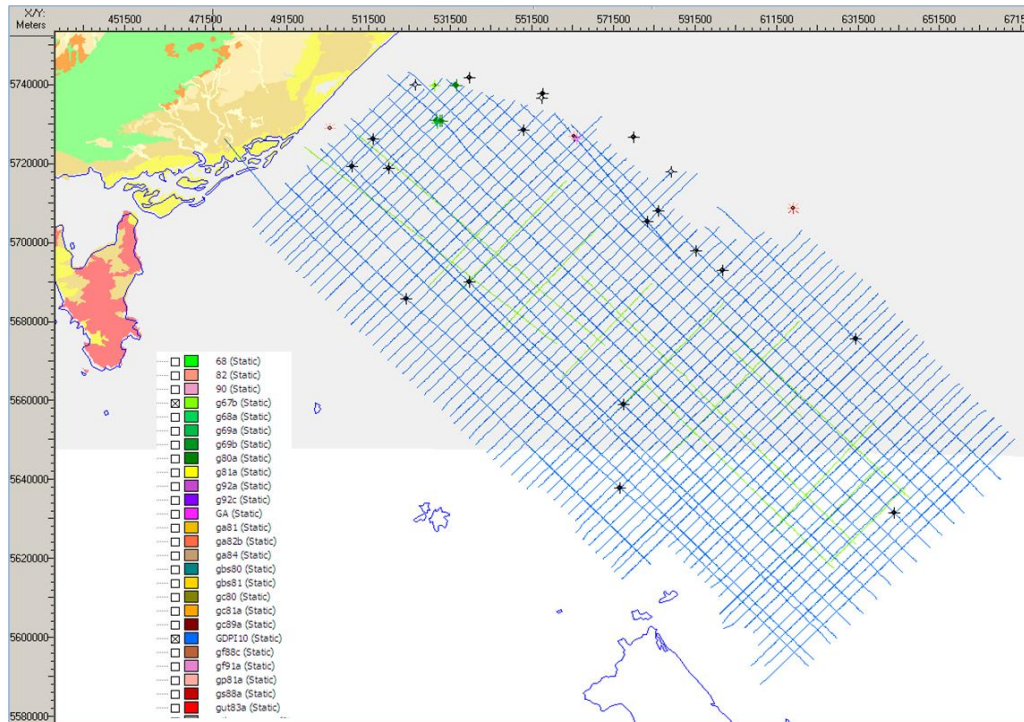 X/Y:
Meters
451500 471500 491500 511500 531500 551500 571500 591500 611500 631500 651500
5740000
5720000
5700000
5680000
5660000
5640000
5620000
5600000
5580000
68 (Static)
82 (Static)
90 (Static)
g67b (Static)
g68a (Static)
g69a (Static)
g69b (Static)
g80a (Static)
g81a (Static)
g92a (Static)
g92c (Static)
GA (Static)
ga81 (Static)
ga82b (Static)
ga84 (Static)
gbs80 (Static)
gbs81 (Static)
gc80 (Static)
gc81a (Static)
gc89a (Static)
GDPI10 (Static)
gf88c (Static)
gf91a (Static)
gp81a (Static)
gs88a (Static)
gut83a (Static)